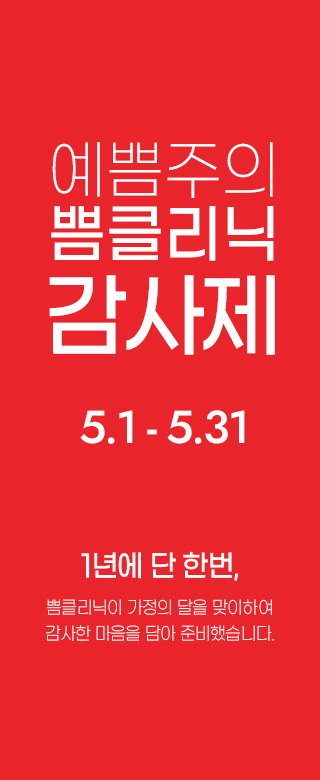 예쁨주의
쁨클리닉
감사제
5.1 - 5.31
1년에 단 한번,
쁨클리닉이 가정의 달을 맞이하여
감사한 마음을 담아 준비했습니다.